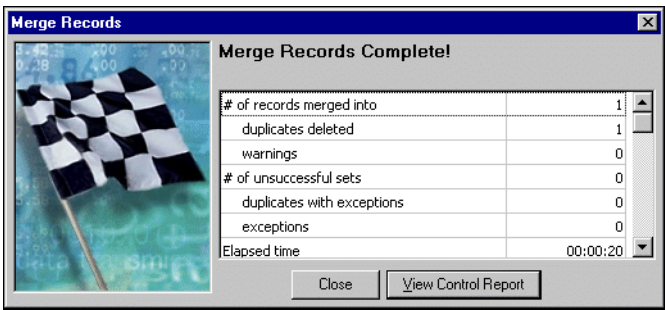 Merge Records
Merge Records Complete!
# of records merged into 1
duplicates deleted 1
warnings 0
# of unsuccessful sets 0
duplicates with exceptions 0
exceptions 0
Elapsed time 00:00:20
Close View Control Report